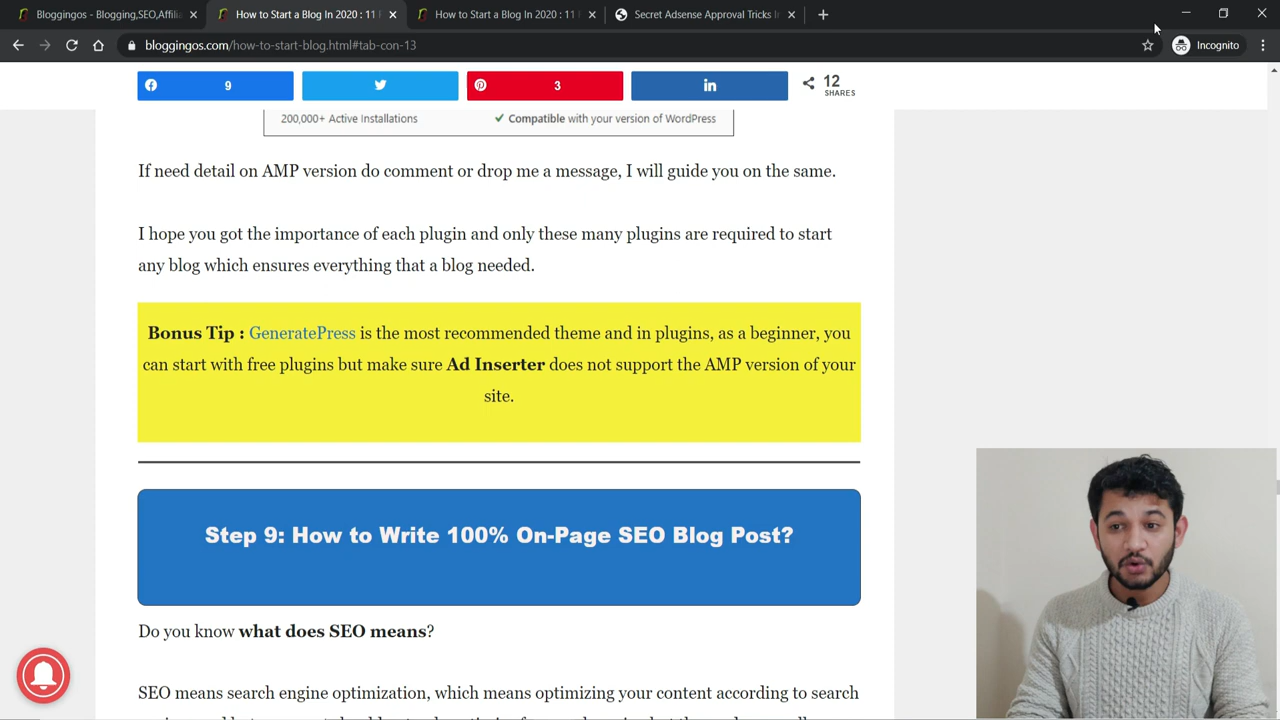 Bloggingos - Blogging,SEO,Affilia
How to Start a Blog In 2020 : 11
How to Start a Blog In 2020 : 11
Secret Adsense Approval Tricks
bloggingos.com/how-to-start-blog.html#tab-con-13
Incognito
9
3
12
SHARES
200,000+ Active Installations
Compatible with your version of WordPress
If need detail on AMP version do comment or drop me a message, I will guide you on the same.
I hope you got the importance of each plugin and only these many plugins are required to start
any blog which ensures everything that a blog needed.
Bonus Tip : GeneratePress is the most recommended theme and in plugins, as a beginner, you
can start with free plugins but make sure Ad Inserter does not support the AMP version of your
site.
Step 9: How to Write 100% On-Page SEO Blog Post?
Do you know what does SEO means?
SEO means search engine optimization, which means optimizing your content according to search